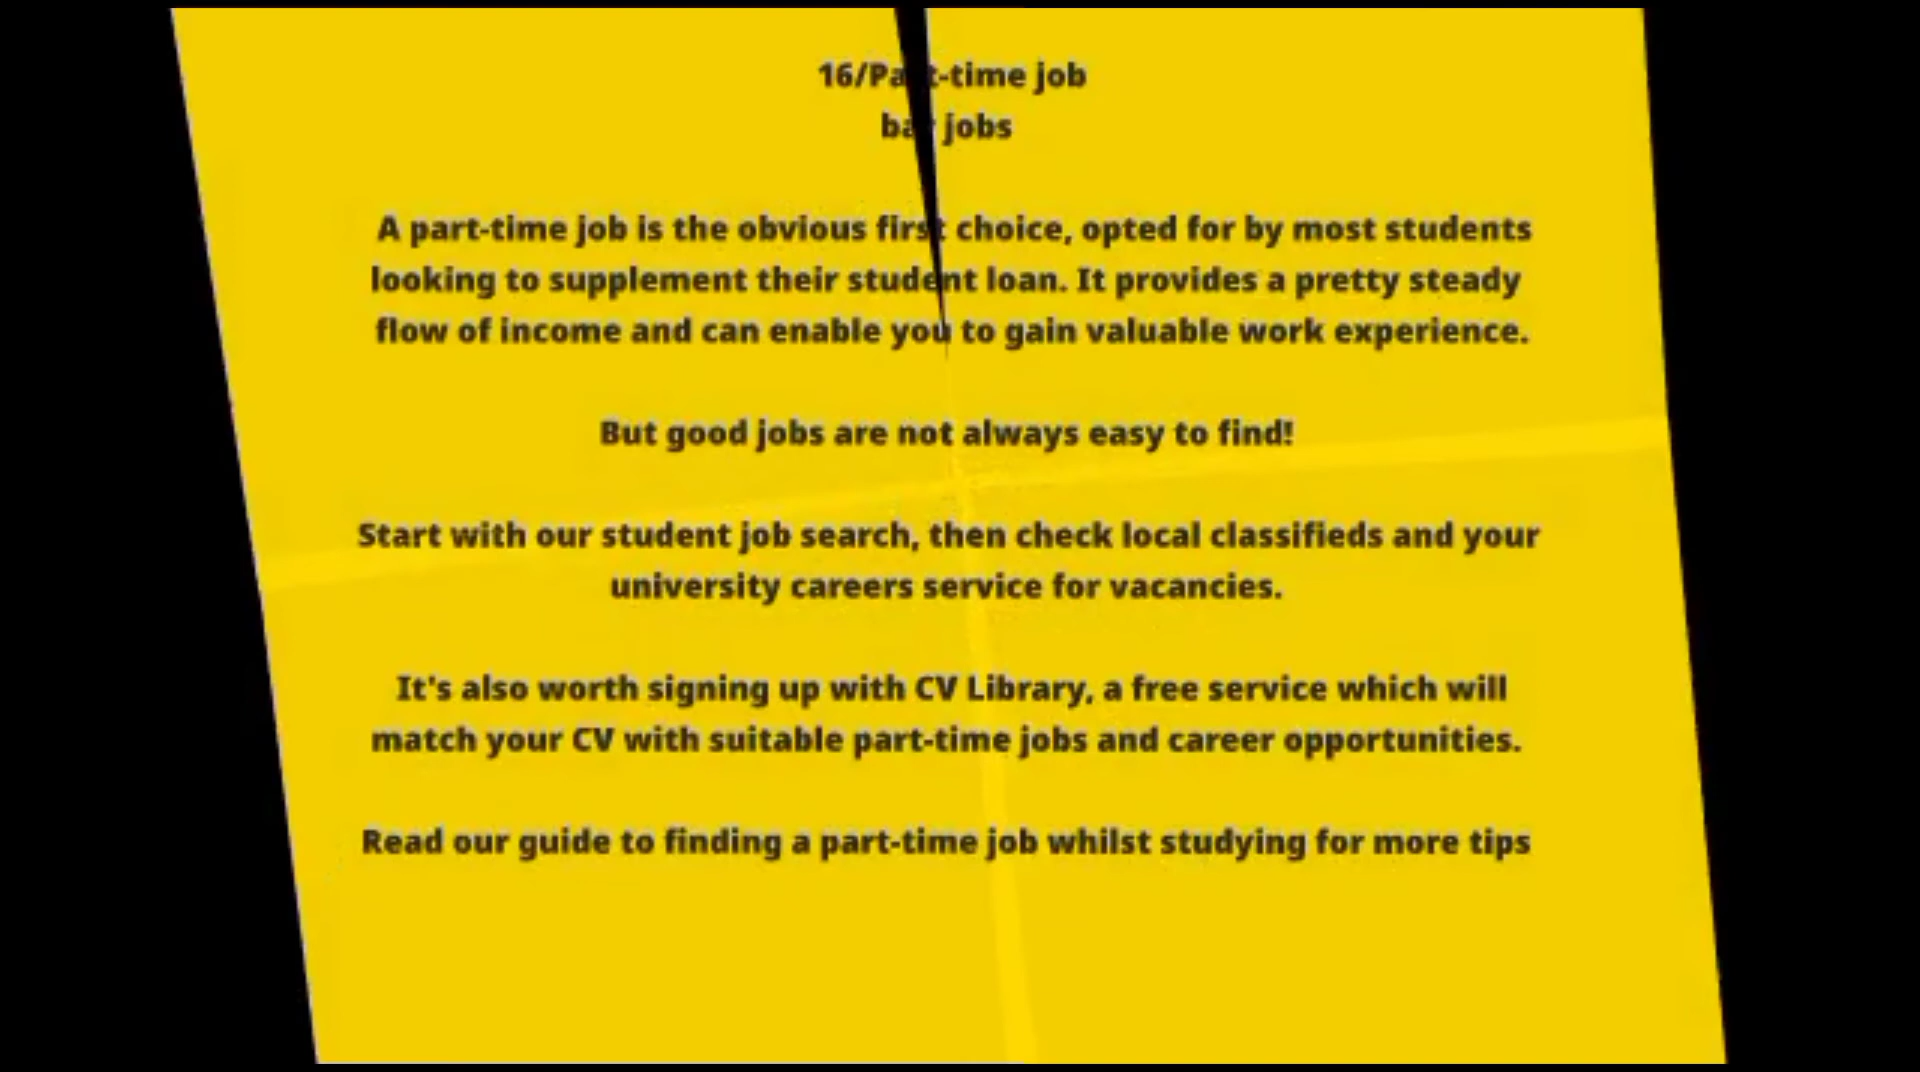 16/Part-time job
bar jobs
A part-time job is the obvious first choice, opted for by most students
looking to supplement their student loan. It provides a pretty steady
flow of income and can enable you to gain valuable work experience.
But good jobs are not always easy to find!
Start with our student job search, then check local classifieds and your
university careers service for vacancies.
It's also worth signing up with CV Library, a free service which will
match your CV with suitable part-time jobs and career opportunities.
Read our guide to finding a part-time job whilst studying for more tips